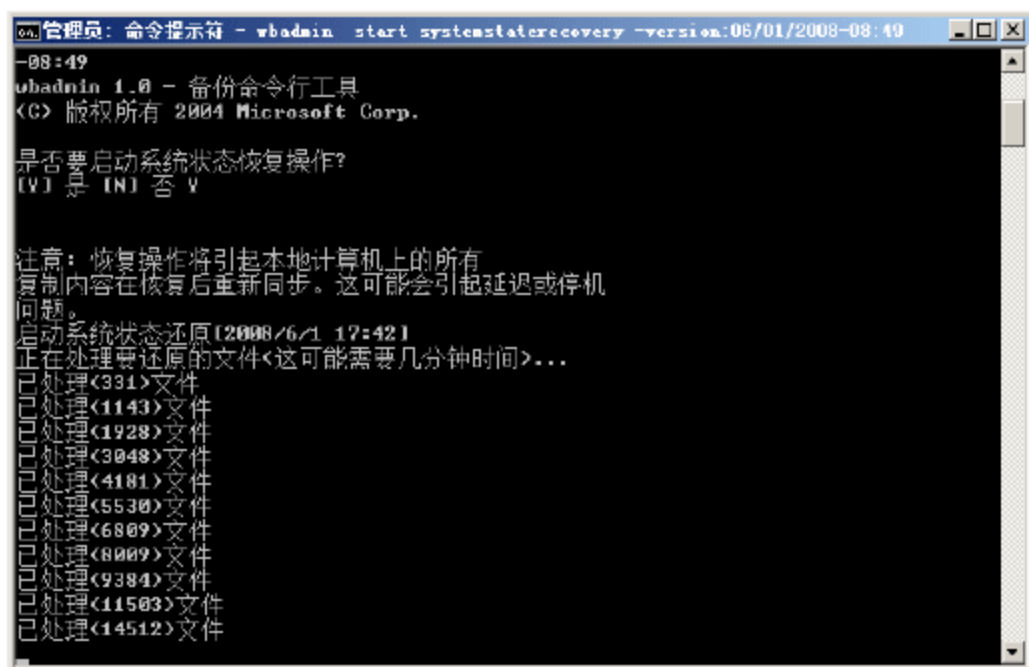 管理员: 命令提示符 - wbadmin  start systemstaterecovery -version:06/01/2008-08:49
-08:49
wbadmin 1.0 - 备份命令行工具
(C) 版权所有 2004 Microsoft Corp.
是否要启动系统状态恢复操作?
[Y] 是 [N] 否 Y
注意: 恢复操作将引起本地计算机上的所有
复制内容在恢复后重新同步。这可能会引起延迟或停机
问题。
启动系统状态还原[2008/6/1 17:42]
正在处理要还原的文件<这可能需要几分钟时间>...
已处理(331)文件
已处理(1143)文件
已处理(1928)文件
已处理(3048)文件
已处理(4181)文件
已处理(5530)文件
已处理(6809)文件
已处理(8009)文件
已处理(9384)文件
已处理(11503)文件
已处理(14512)文件